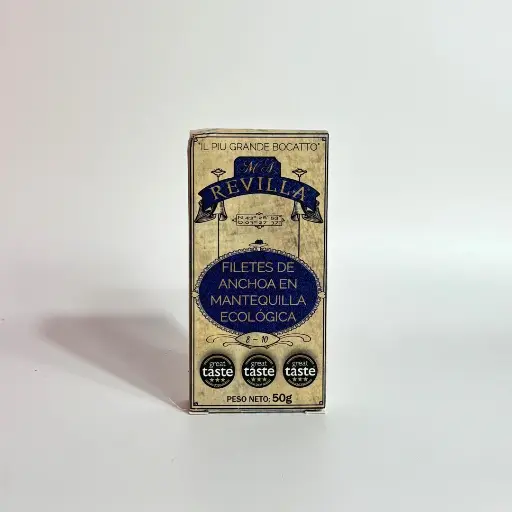 "IL PIU GRANDE BOCATTO"
REVILLA
FILETES DE
ANCHOA EN
MANTEQUILLA
ECOLÓGICA
8 - 10
great great great
taste taste taste
PESO NETO: 50g